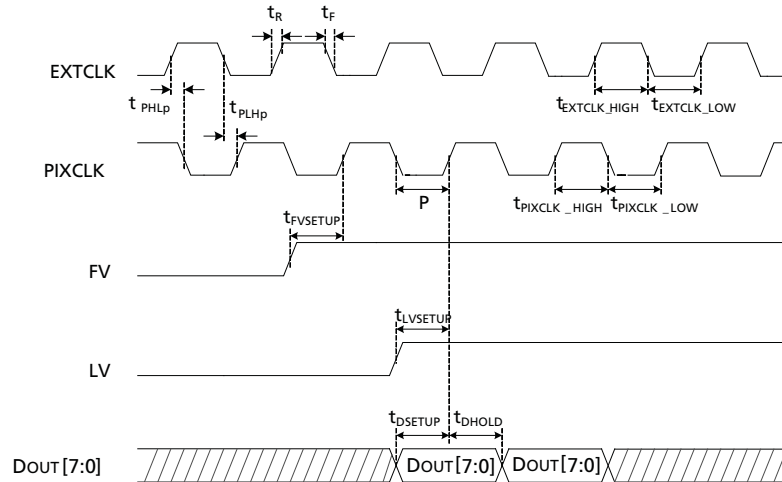 tR tF
EXTCLK
t PHLp tPLHp tEXTCLK_HIGH tEXTCLK_LOW
PIXCLK
P tPIXCLK _HIGH tPIXCLK _LOW
tFVSETUP
FV
tLVSETUP
LV
tDSETUP tDHOLD
DOUT[7:0] DOUT[7:0] DOUT[7:0]